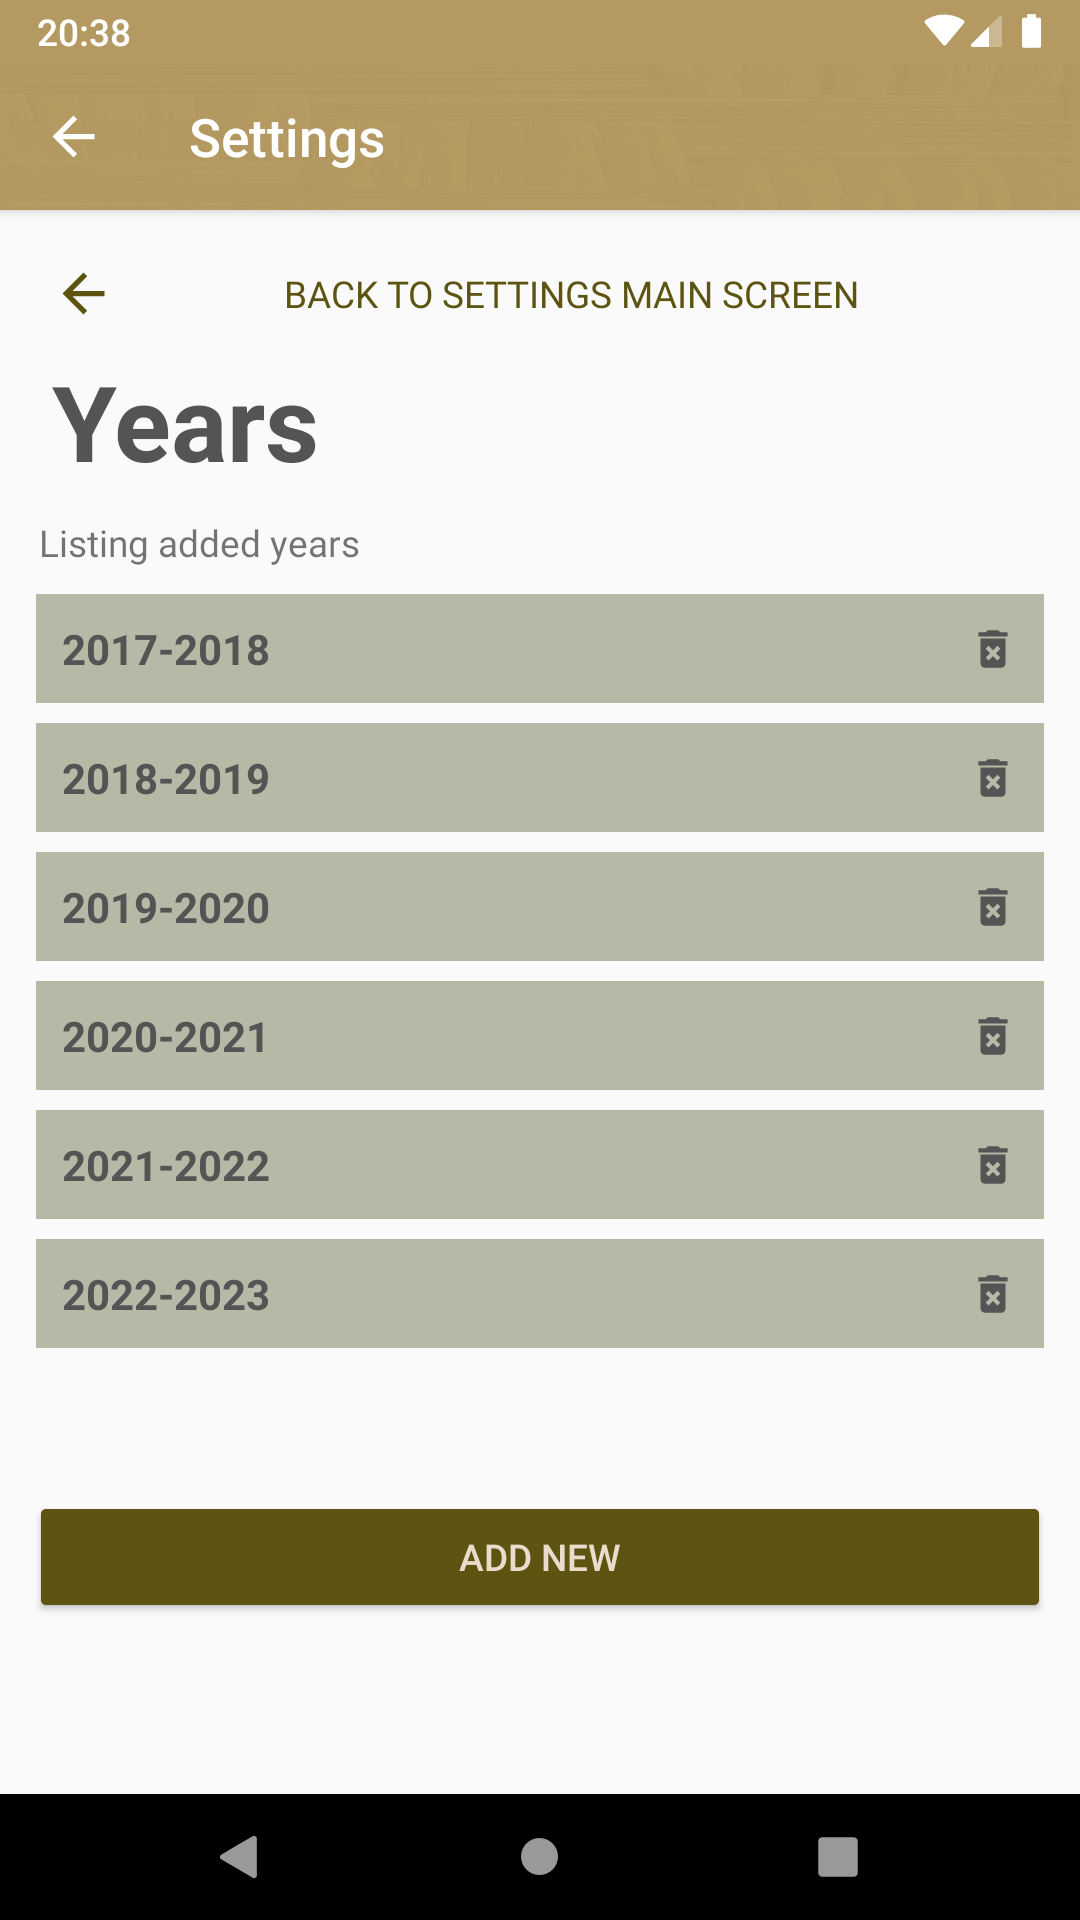 20:38
Settings
BACK TO SETTINGS MAIN SCREEN
Years
Listing added years
2017-2018
2018-2019
2019-2020
2020-2021
2021-2022
2022-2023
ADD NEW